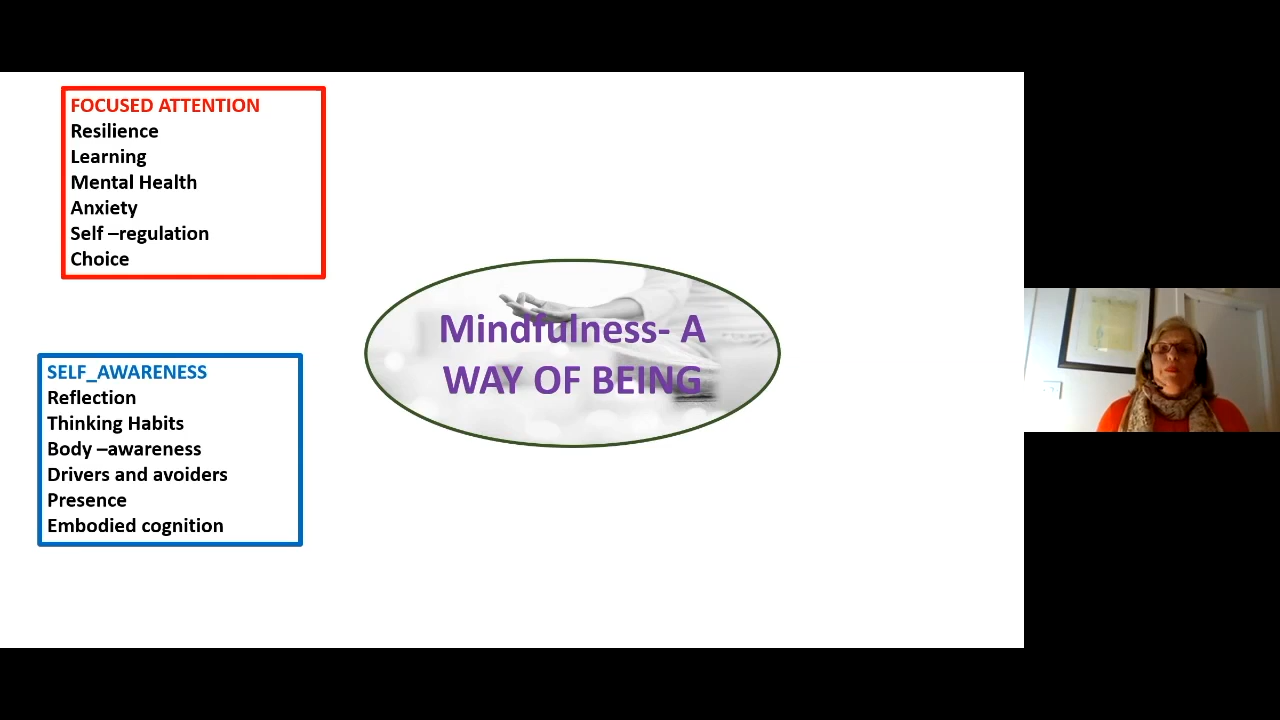 FOCUSED ATTENTION
Resilience
Learning
Mental Health
Anxiety
Self –regulation
Choice
Mindfulness- A
WAY OF BEING
SELF_AWARENESS
Reflection
Thinking Habits
Body –awareness
Drivers and avoiders
Presence
Embodied cognition